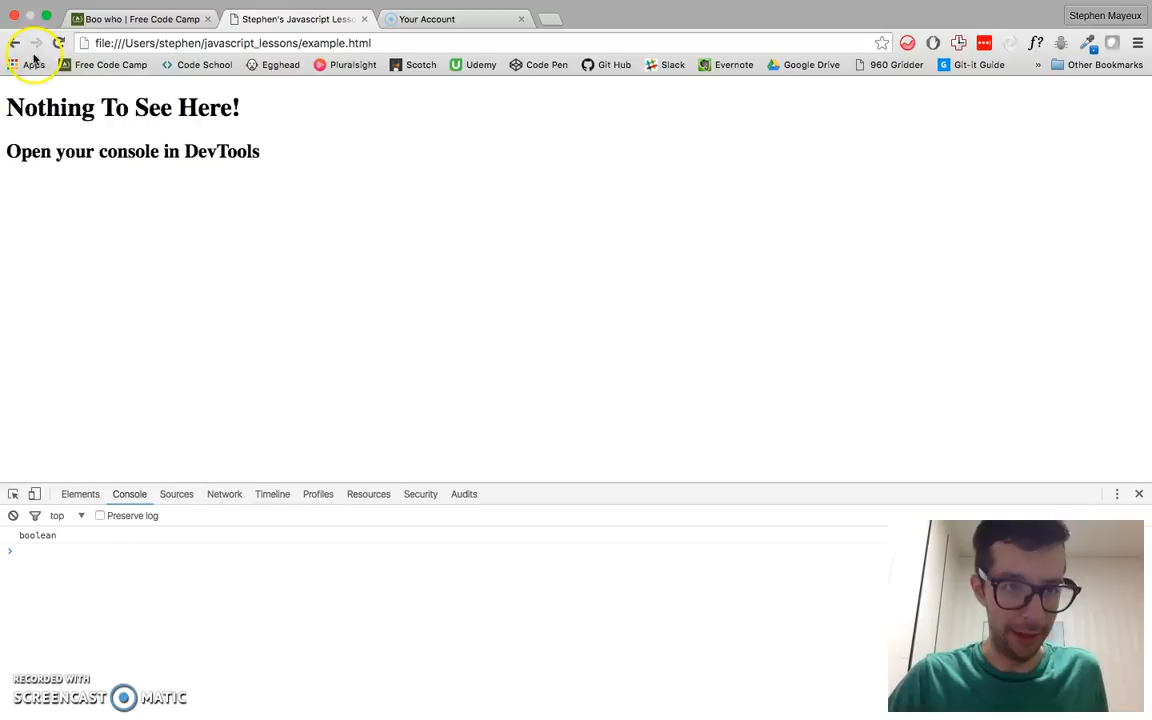 Boo who | Free Code Camp
Stephen's Javascript Lesso
Your Account
Stephen Mayeux
file:///Users/stephen/javascript_lessons/example.html
f?
Apps
Free Code Camp
Code School
Egghead
Pluralsight
Scotch
Udemy
Code Pen
Git Hub
Slack
Evernote
Google Drive
960 Gridder
G Git-it Guide
»
Other Bookmarks
Nothing To See Here!
Open your console in DevTools
Elements
Console
Sources
Network
Timeline
Profiles
Resources
Security
Audits
top
Preserve log
boolean
RECORDED WITH
SCREENCAST MATIC